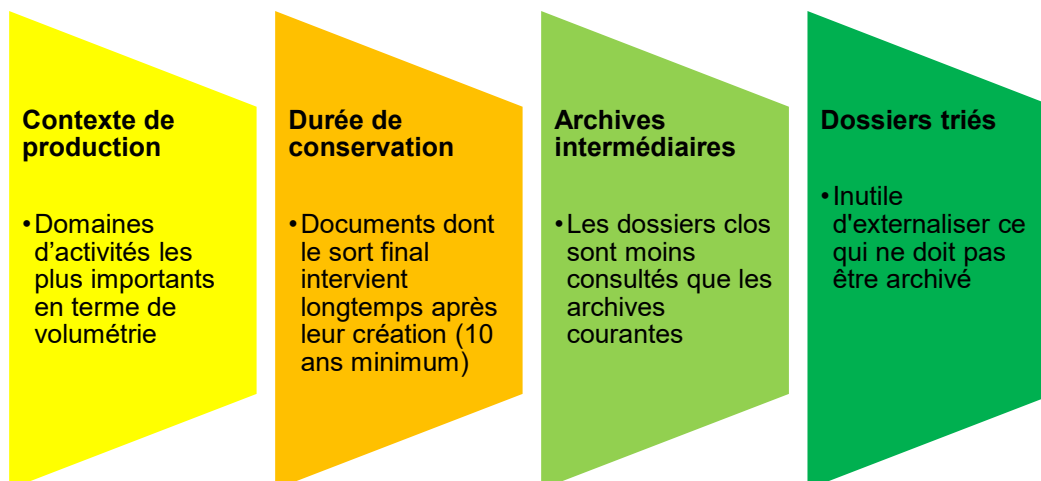 Contexte de
production
•Domaines
d’activités les
plus importants
en terme de
volumétrie
Durée de
conservation
•Documents dont
le sort final
intervient
longtemps après
leur création (10
ans minimum)
Archives
intermédiaires
•Les dossiers clos
sont moins
consultés que les
archives
courantes
Dossiers triés
•Inutile
d'externaliser ce
qui ne doit pas
être archivé